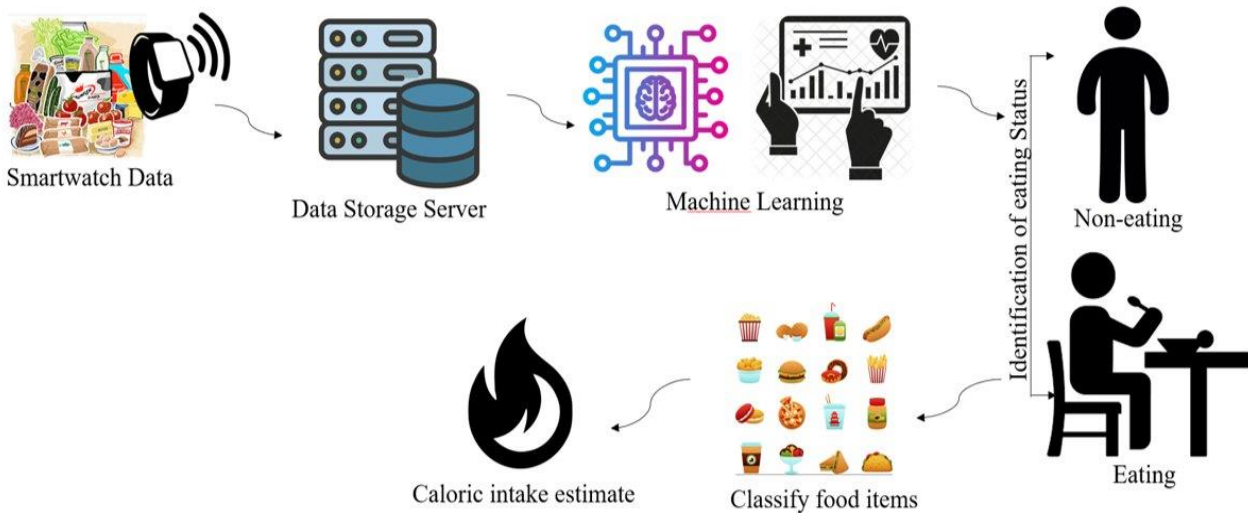 Smartwatch Data
Data Storage Server
Machine Learning
Identification of eating Status
Non-eating
Eating
Classify food items
Caloric intake estimate